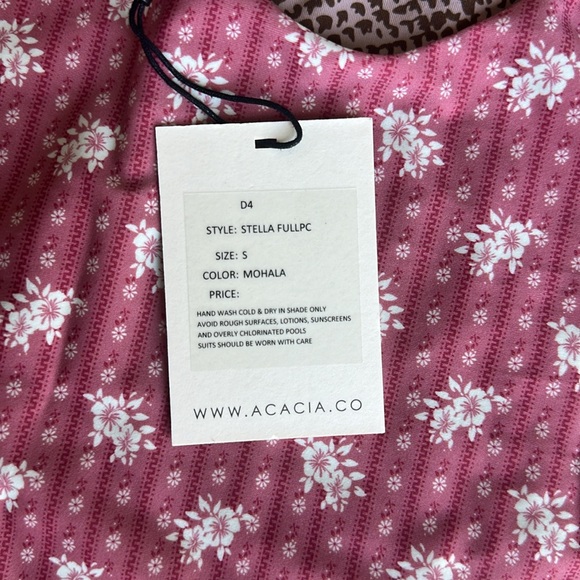 D4
STYLE: STELLA FULLPC
SIZE: S
COLOR: MOHALA
PRICE:
HAND WASH COLD & DRY IN SHADE ONLY
AVOID ROUGH SURFACES, LOTIONS, SUNSCREENS
AND OVERLY CHLORINATED POOLS
SUITS SHOULD BE WORN WITH CARE
WWW.ACACIA.CO